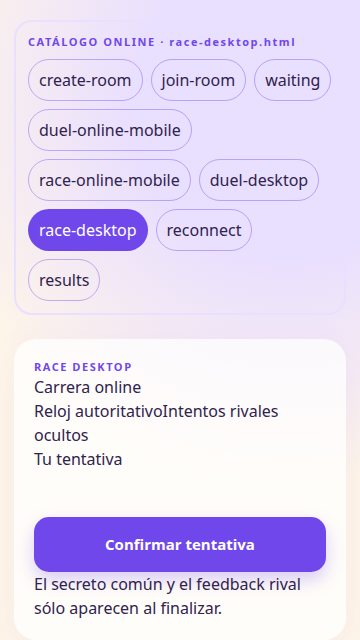 CATÁLOGO ONLINE · race-desktop.html
create-room join-room waiting
duel-online-mobile
race-online-mobile duel-desktop
race-desktop reconnect
results
RACE DESKTOP
Carrera online
Reloj autoritativoIntentos rivales
ocultos
Tu tentativa
Confirmar tentativa
El secreto común y el feedback rival
sólo aparecen al finalizar.